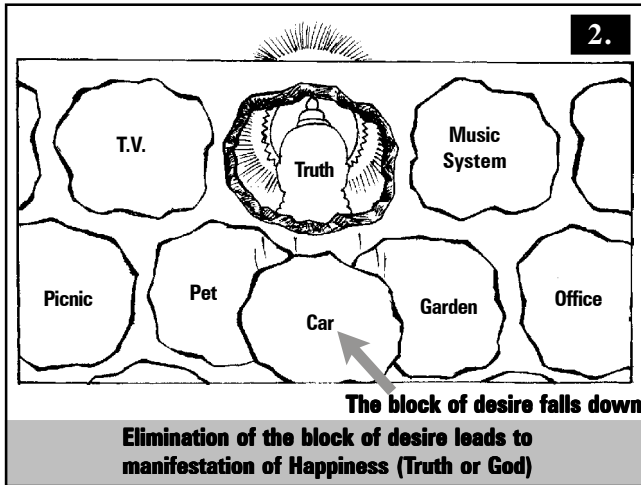 2.
T.V.
Truth
Music
System
Picnic
Pet
Car
Garden
Office
The block of desire falls down
Elimination of the block of desire leads to
manifestation of Happiness (Truth or God)